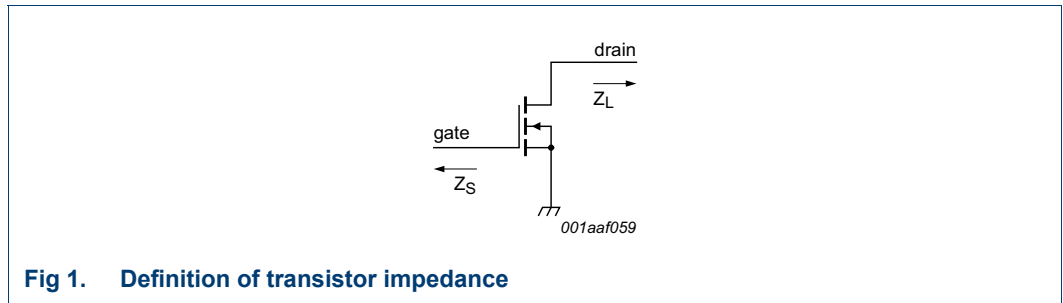 drain
Z_L
gate
Z_S
001aaf059
Fig 1. Definition of transistor impedance